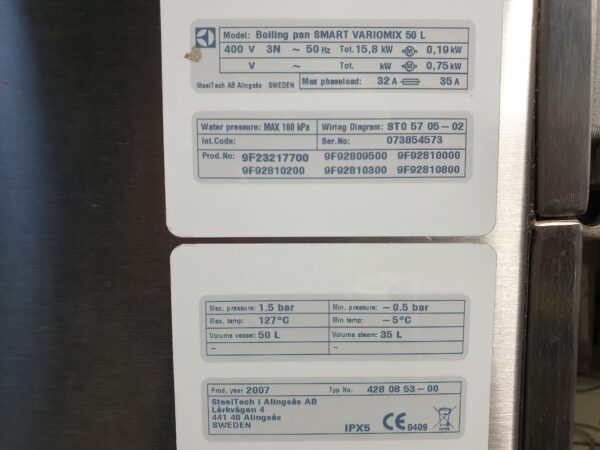 Model: Boiling pan SMART VARIOMIX 50 L
400 V 3N ~ 50 Hz Tot. 15,8 kW M 0,19 kW
V ~ Tot. kW M 0,75 kW
SteelTech AB Alingsås SWEDEN Max phaseload: 32 A 35 A
Water pressure: MAX 100 kPa Wiring Diagram: ST0 57 05-02
Int.Code: Ser.No: 073854573
Prod.No: 9F23217700 9F92809500 9F92810000
9F92810200 9F92810300 9F92810800
Max. pressure: 1.5 bar Min. pressure: -0.5 bar
Max. temp: 127°C Min temp: -5°C
Volume vessel: 50 L Volume steam: 35 L
- -
Prod. year 2007 Typ No. 428 08 53-00
SteelTech i Alingsås AB
Lärkvägen 4
441 40 Alingsås
SWEDEN IPX5 CE 0409